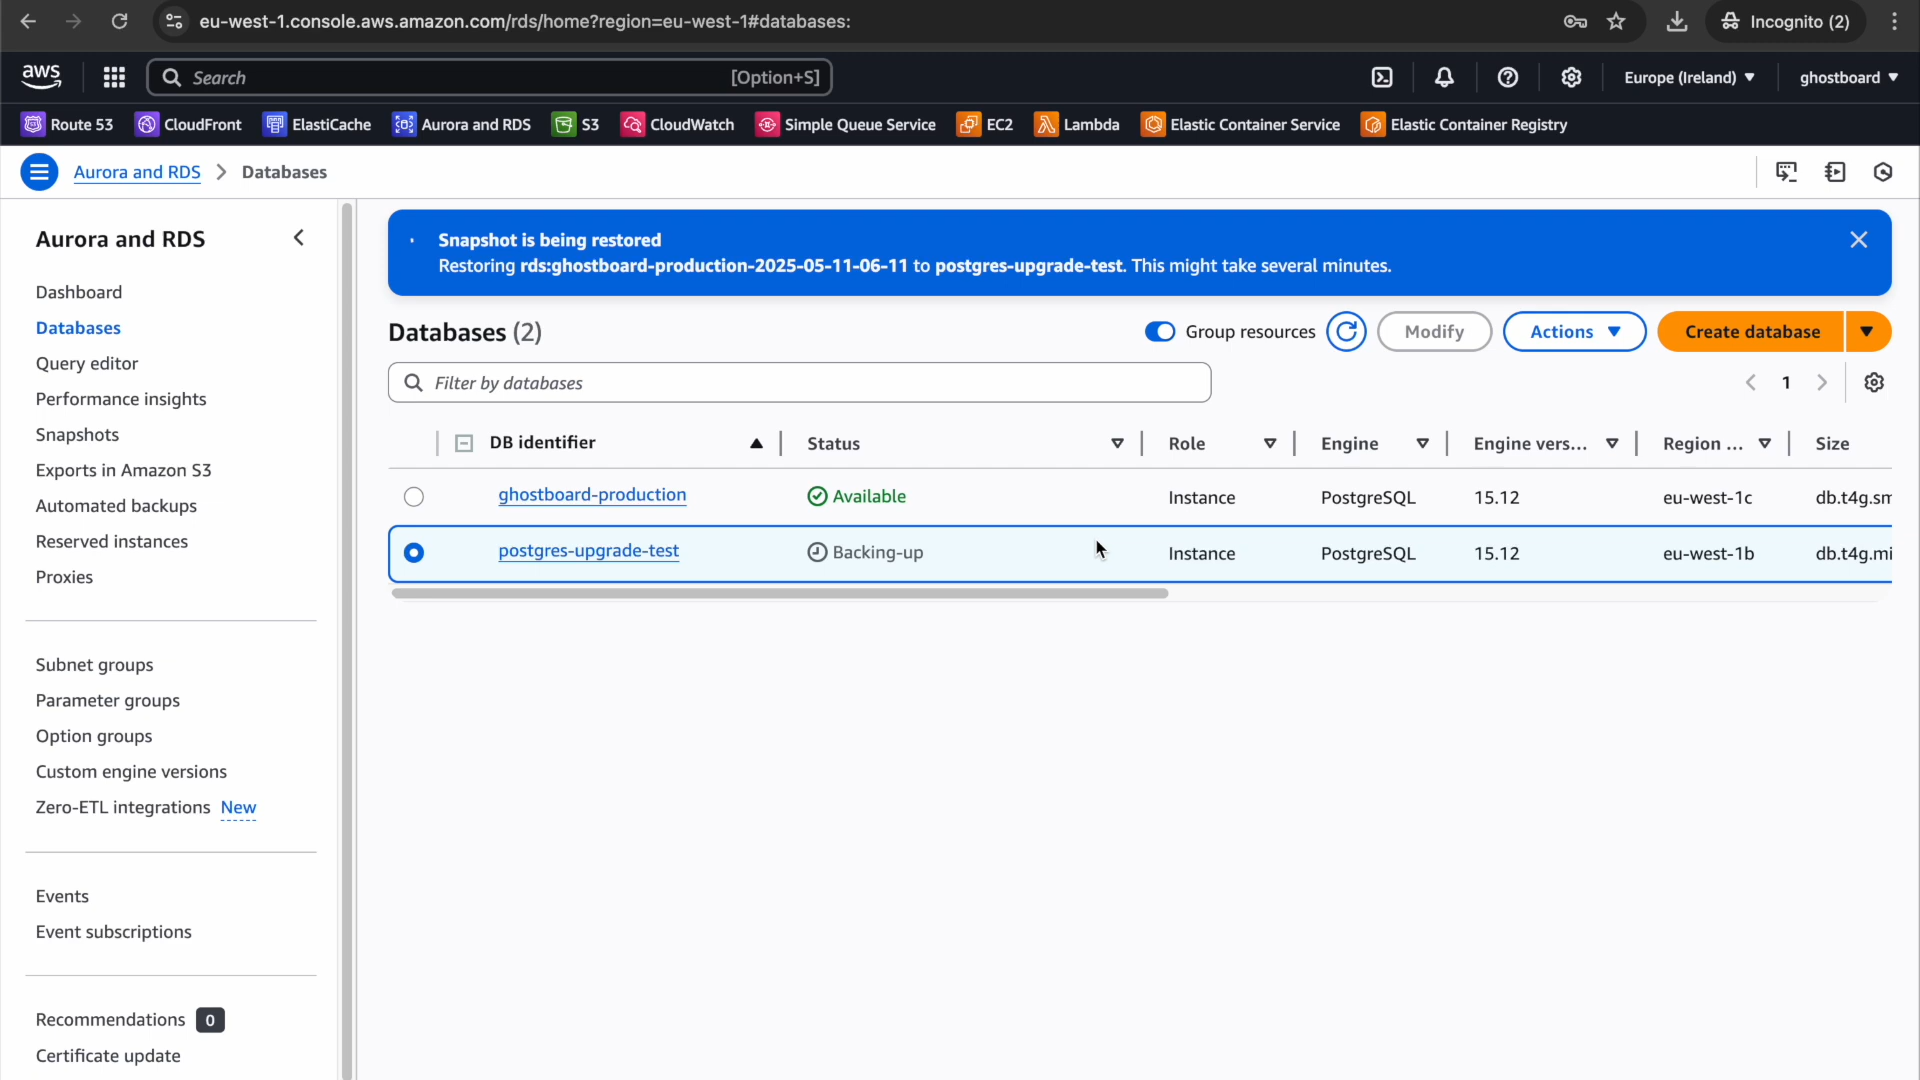 eu-west-1.console.aws.amazon.com/rds/home?region=eu-west-1#databases:
Incognito (2)
aws
Search
[Option+S]
Europe (Ireland)
ghostboard
Route 53
CloudFront
ElastiCache
Aurora and RDS
S3
CloudWatch
Simple Queue Service
EC2
Lambda
Elastic Container Service
Elastic Container Registry
Aurora and RDS
Databases
Aurora and RDS
Dashboard
Databases
Query editor
Performance insights
Snapshots
Exports in Amazon S3
Automated backups
Reserved instances
Proxies
Subnet groups
Parameter groups
Option groups
Custom engine versions
Zero-ETL integrations New
Events
Event subscriptions
Recommendations 0
Certificate update
Snapshot is being restored
Restoring rds:ghostboard-production-2025-05-11-06-11 to postgres-upgrade-test. This might take several minutes.
Databases (2)
Group resources
Modify
Actions
Create database
Filter by databases
1
DB identifier Status Role Engine Engine vers... Region ... Size
ghostboard-production Available Instance PostgreSQL 15.12 eu-west-1c db.t4g.sm
postgres-upgrade-test Backing-up Instance PostgreSQL 15.12 eu-west-1b db.t4g.mi